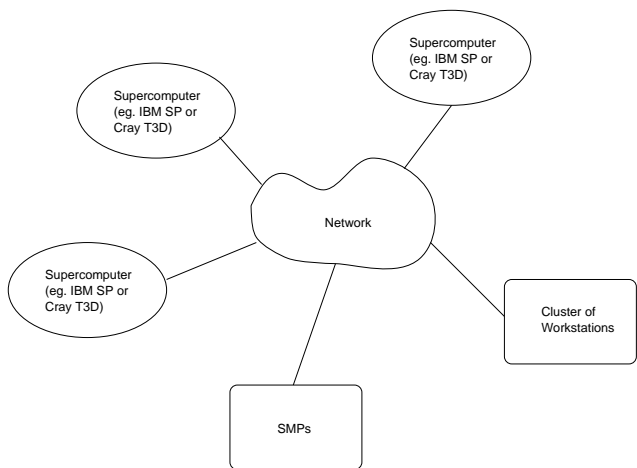 Supercomputer
(eg. IBM SP or
Cray T3D)
Supercomputer
(eg. IBM SP or
Cray T3D)
Network
Supercomputer
(eg. IBM SP or
Cray T3D)
Cluster of
Workstations
SMPs